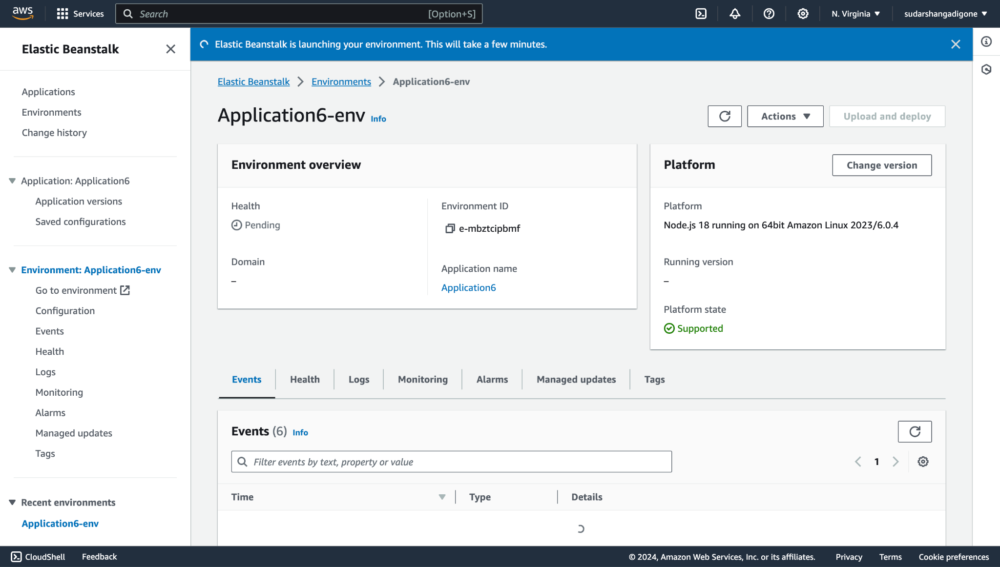 aws
Services
Search
[Option+S]
N. Virginia
sudarshangadigone
Elastic Beanstalk
Applications
Environments
Change history
Application: Application6
Application versions
Saved configurations
Environment: Application6-env
Go to environment
Configuration
Events
Health
Logs
Monitoring
Alarms
Managed updates
Tags
Recent environments
Application6-env
Elastic Beanstalk is launching your environment. This will take a few minutes.
Elastic Beanstalk
Environments
Application6-env
Application6-env Info
Actions
Upload and deploy
Environment overview
Health
Pending
Domain
–
Environment ID
e-mbztcipbmf
Application name
Application6
Platform
Change version
Platform
Node.js 18 running on 64bit Amazon Linux 2023/6.0.4
Running version
–
Platform state
Supported
Events
Health
Logs
Monitoring
Alarms
Managed updates
Tags
Events (6) Info
Filter events by text, property or value
1
Time
Type
Details
CloudShell
Feedback
© 2024, Amazon Web Services, Inc. or its affiliates.
Privacy
Terms
Cookie preferences